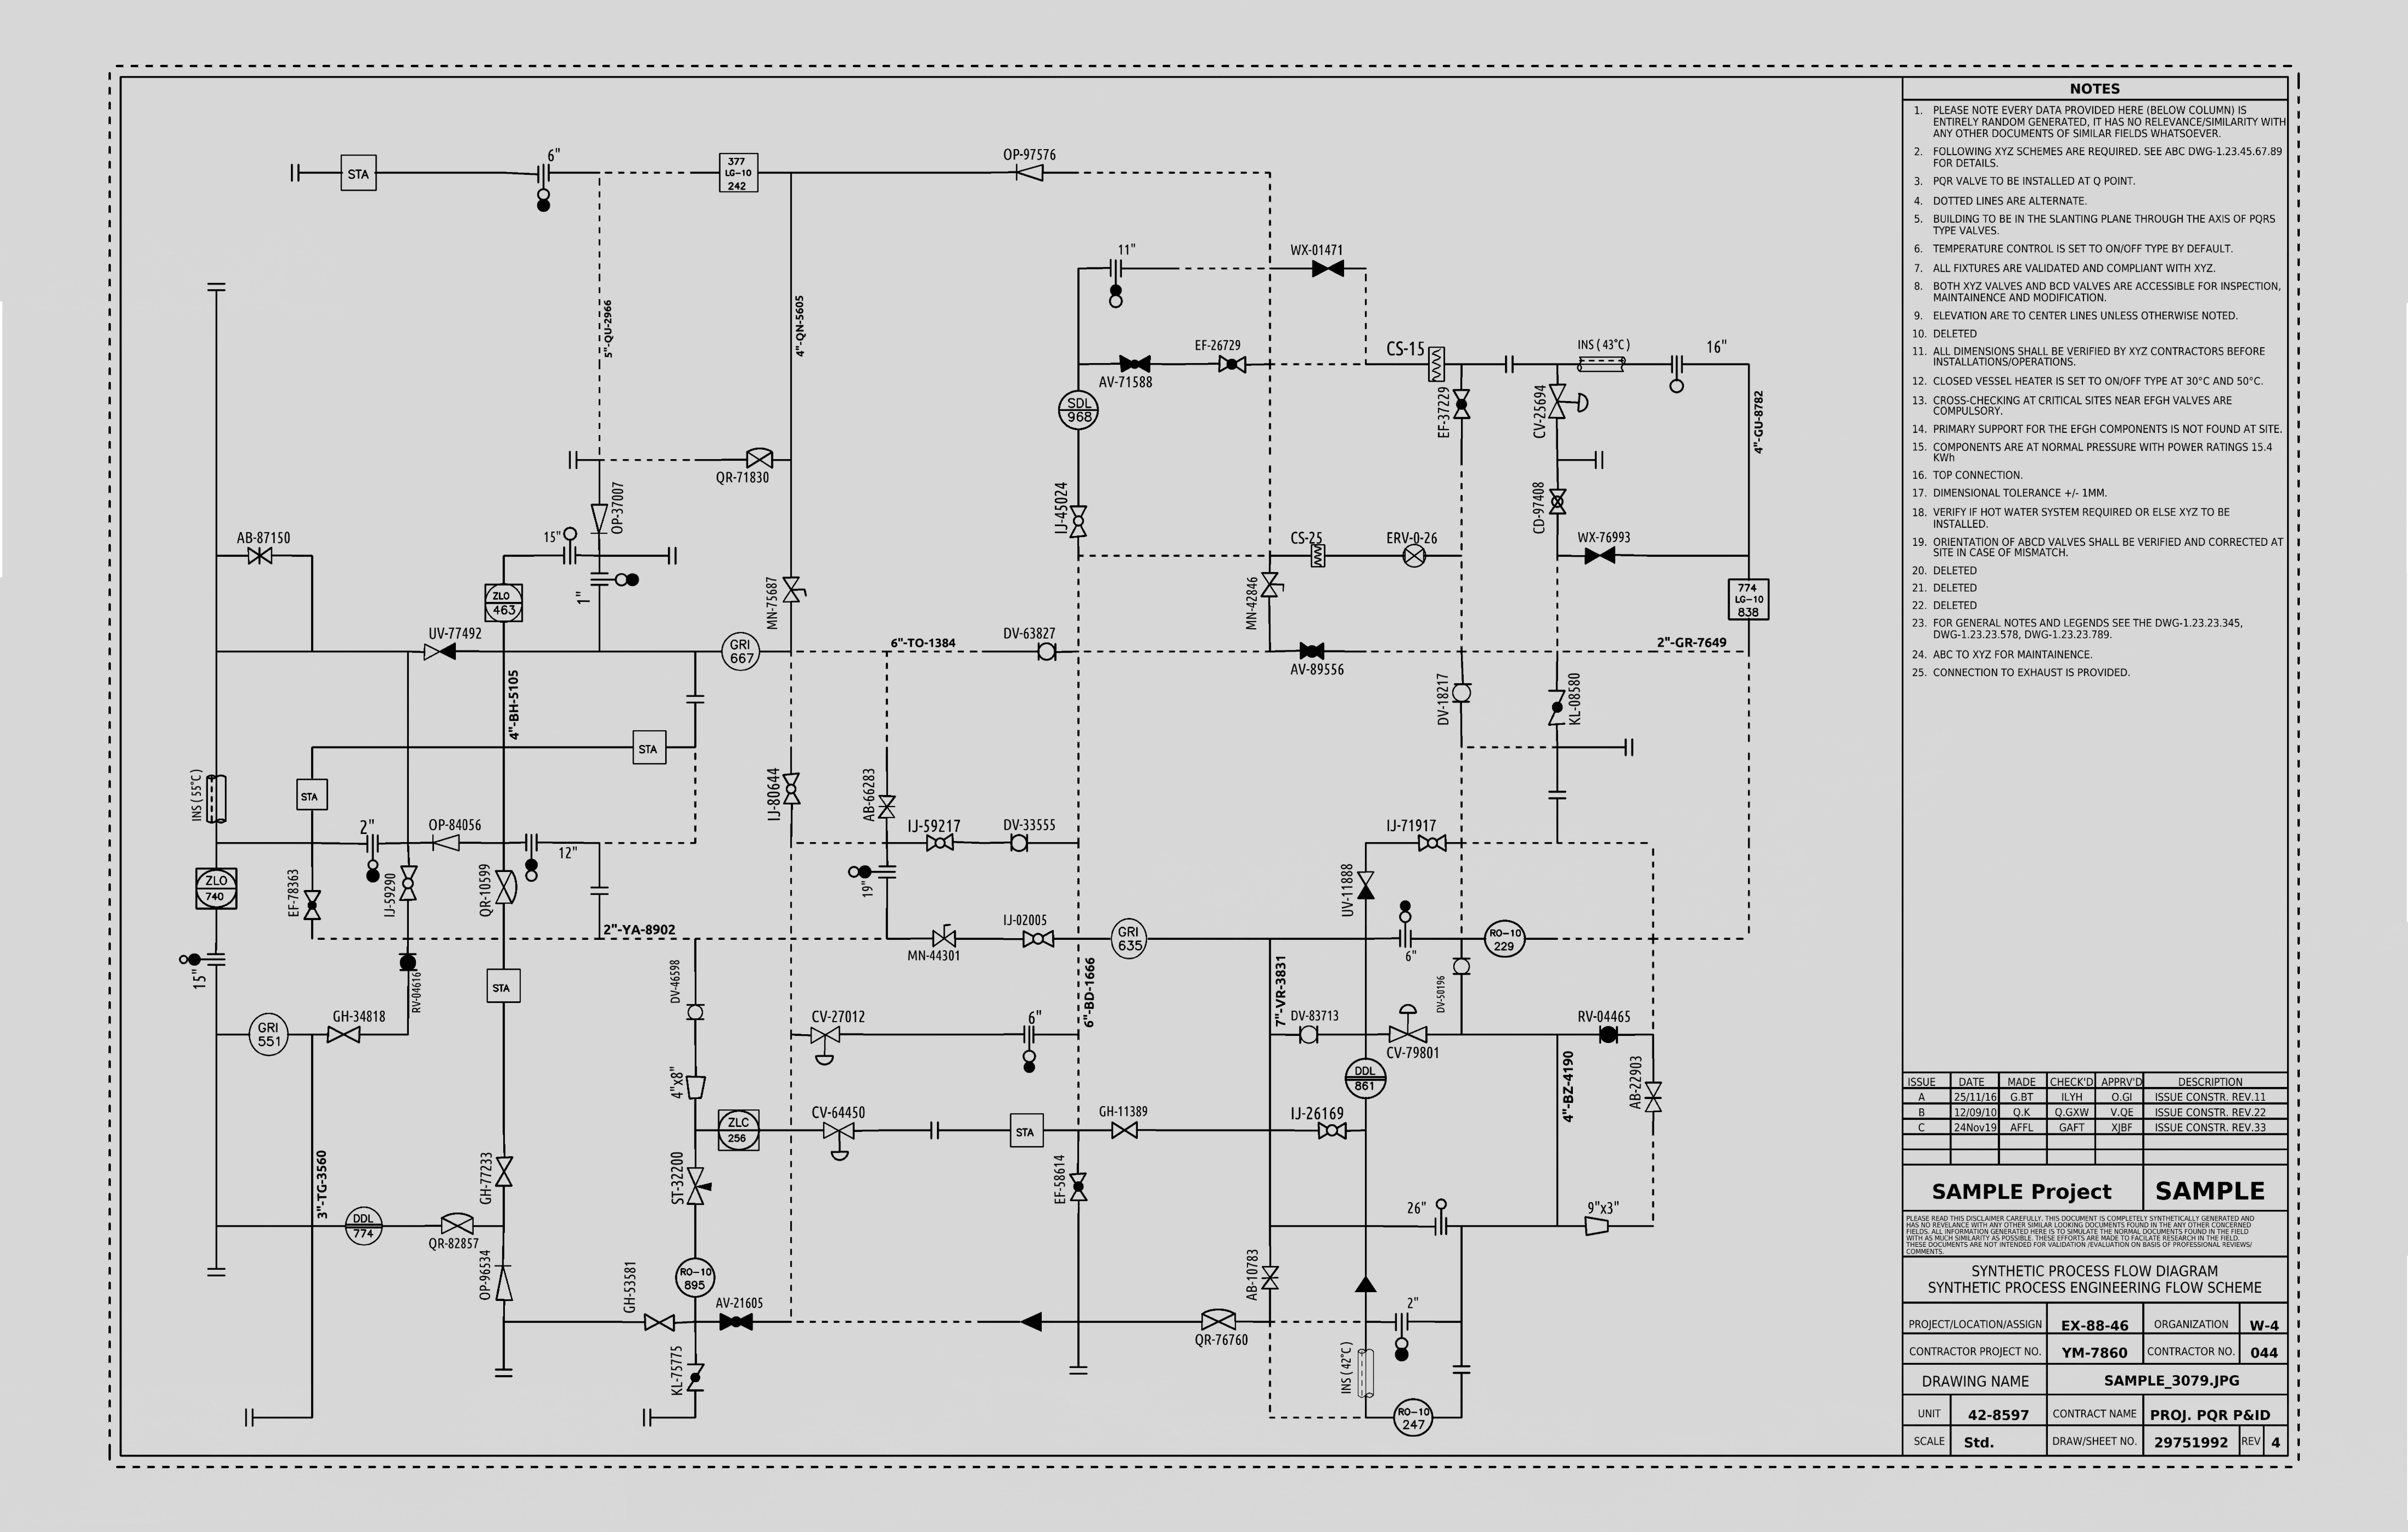 6"
STA
377
LG-10
242
OP-97576
11"
WX-01471
5"-QU-2966
4"-QN-5605
EF-26729
AV-71588
CS-15
INS ( 43°C )
16"
SDL
968
EF-37229
CV-25694
4"-GU-8782
QR-71830
OP-37007
IJ-45024
CD-97408
AB-87150
15"
CS-25
ERV-0-26
WX-76993
ZLO
463
1"
MN-75687
MN-42846
774
LG-10
838
UV-77492
GRI
667
6"-TO-1384
DV-63827
AV-89556
2"-GR-7649
4"-BH-5105
DV-18217
KL-08580
STA
INS ( 55°C )
STA
IJ-80644
AB-66283
2"
OP-84056
12"
IJ-59217
DV-33555
IJ-71917
ZLO
740
EF-78363
IJ-59290
QR-10599
19"
UV-11888
2"-YA-8902
IJ-02005
MN-44301
GRI
635
6"
RO-10
229
15"
RV-04616
STA
DV-46598
6"-BD-1666
7"-VR-3831
DV-50196
GRI
551
GH-34818
CV-27012
6"
DV-83713
CV-79801
RV-04465
4"x8"
DDL
861
4"-BZ-4190
AB-22903
ZLC
256
CV-64450
STA
GH-11389
IJ-26169
3"-TG-3560
GH-77233
ST-32200
EF-58614
26"
9"x3"
DDL
774
QR-82857
OP-96534
GH-53581
RO-10
895
AV-21605
AB-10783
QR-76760
2"
KL-75775
INS ( 42°C )
RO-10
247
NOTES
1. PLEASE NOTE EVERY DATA PROVIDED HERE (BELOW COLUMN) IS
ENTIRELY RANDOM GENERATED, IT HAS NO RELEVANCE/SIMILARITY WITH
ANY OTHER DOCUMENTS OF SIMILAR FIELDS WHATSOEVER.
2. FOLLOWING XYZ SCHEMES ARE REQUIRED. SEE ABC DWG-1.23.45.67.89
FOR DETAILS.
3. PQR VALVE TO BE INSTALLED AT Q POINT.
4. DOTTED LINES ARE ALTERNATE.
5. BUILDING TO BE IN THE SLANTING PLANE THROUGH THE AXIS OF PQRS
TYPE VALVES.
6. TEMPERATURE CONTROL IS SET TO ON/OFF TYPE BY DEFAULT.
7. ALL FIXTURES ARE VALIDATED AND COMPLIANT WITH XYZ.
8. BOTH XYZ VALVES AND BCD VALVES ARE ACCESSIBLE FOR INSPECTION,
MAINTAINENCE AND MODIFICATION.
9. ELEVATION ARE TO CENTER LINES UNLESS OTHERWISE NOTED.
10. DELETED
11. ALL DIMENSIONS SHALL BE VERIFIED BY XYZ CONTRACTORS BEFORE
INSTALLATIONS/OPERATIONS.
12. CLOSED VESSEL HEATER IS SET TO ON/OFF TYPE AT 30°C AND 50°C.
13. CROSS-CHECKING AT CRITICAL SITES NEAR EFGH VALVES ARE
COMPULSORY.
14. PRIMARY SUPPORT FOR THE EFGH COMPONENTS IS NOT FOUND AT SITE.
15. COMPONENTS ARE AT NORMAL PRESSURE WITH POWER RATINGS 15.4
KWh
16. TOP CONNECTION.
17. DIMENSIONAL TOLERANCE +/- 1MM.
18. VERIFY IF HOT WATER SYSTEM REQUIRED OR ELSE XYZ TO BE
INSTALLED.
19. ORIENTATION OF ABCD VALVES SHALL BE VERIFIED AND CORRECTED AT
SITE IN CASE OF MISMATCH.
20. DELETED
21. DELETED
22. DELETED
23. FOR GENERAL NOTES AND LEGENDS SEE THE DWG-1.23.23.345,
DWG-1.23.23.578, DWG-1.23.23.789.
24. ABC TO XYZ FOR MAINTAINENCE.
25. CONNECTION TO EXHAUST IS PROVIDED.
ISSUE DATE MADE CHECK'D APPRV'D DESCRIPTION
A 25/11/16 G.BT ILYH O.GI ISSUE CONSTR. REV.11
B 12/09/10 Q.K Q.GXW V.QE ISSUE CONSTR. REV.22
C 24Nov19 AFFL GAFT XJBF ISSUE CONSTR. REV.33
SAMPLE Project SAMPLE
PLEASE READ THIS DISCLAIMER CAREFULLY. THIS DOCUMENT IS COMPLETELY SYNTHETICALLY GENERATED AND
HAS NO REVELANCE WITH ANY OTHER SIMILAR LOOKING DOCUMENTS FOUND IN THE ANY OTHER CONCERNED
FIELDS. ALL INFORMATION GENERATED HERE IS TO SIMULATE THE NORMAL DOCUMENTS FOUND IN THE FIELD
WITH AS MUCH SIMILARITY AS POSSIBLE. THESE EFFORTS ARE MADE TO FACILATE RESEARCH IN THE FIELD.
THESE DOCUMENTS ARE NOT INTENDED FOR VALIDATION /EVALUATION ON BASIS OF PROFESSIONAL REVIEWS/
COMMENTS.
SYNTHETIC PROCESS FLOW DIAGRAM
SYNTHETIC PROCESS ENGINEERING FLOW SCHEME
PROJECT/LOCATION/ASSIGN EX-88-46 ORGANIZATION W-4
CONTRACTOR PROJECT NO. YM-7860 CONTRACTOR NO. 044
DRAWING NAME SAMPLE_3079.JPG
UNIT 42-8597 CONTRACT NAME PROJ. PQR P&ID
SCALE Std. DRAW/SHEET NO. 29751992 REV 4